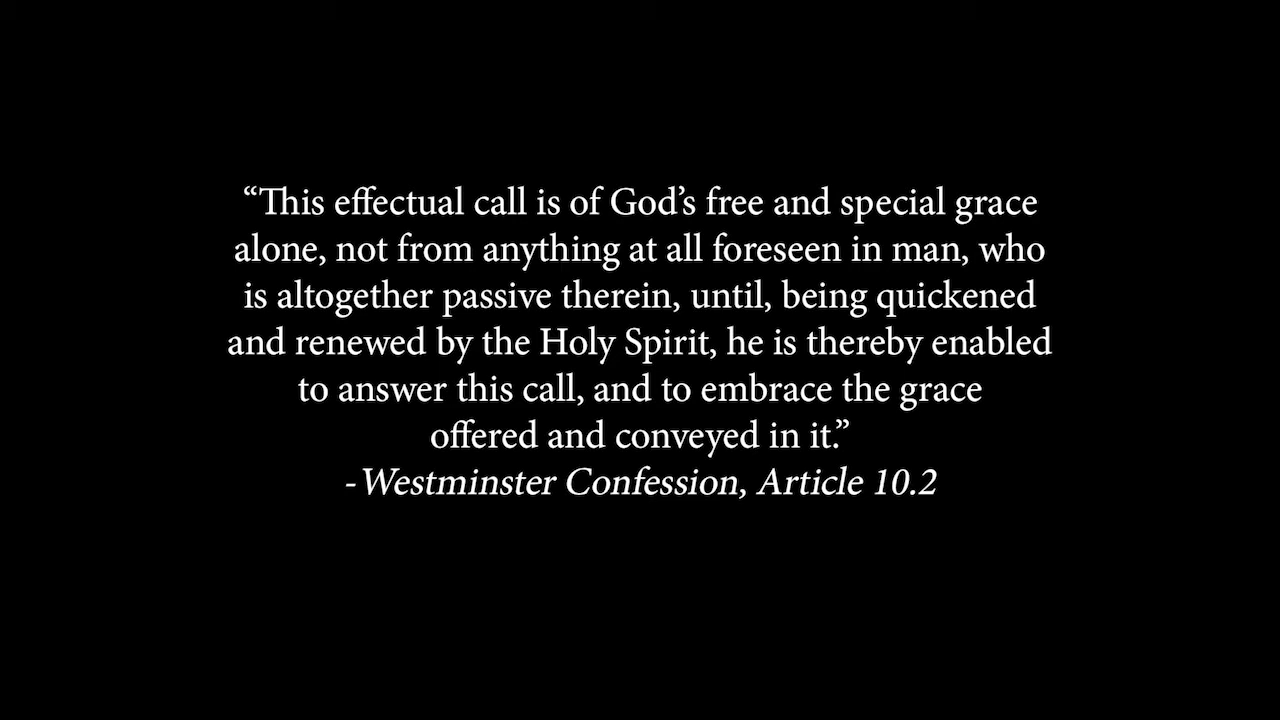 “This effectual call is of God’s free and special grace
alone, not from anything at all foreseen in man, who
is altogether passive therein, until, being quickened
and renewed by the Holy Spirit, he is thereby enabled
to answer this call, and to embrace the grace
offered and conveyed in it.”
-Westminster Confession, Article 10.2